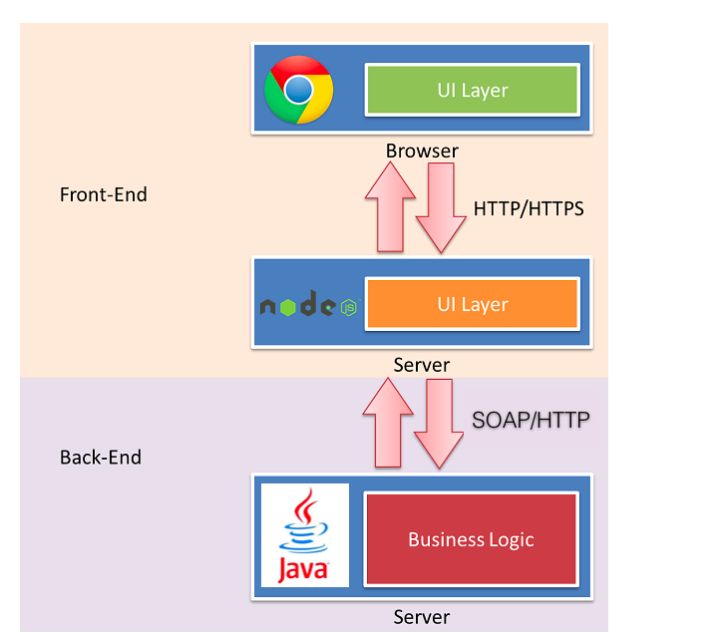 UI Layer
Browser
Front-End
HTTP/HTTPS
node
JS
UI Layer
Server
SOAP/HTTP
Back-End
Java
Business Logic
Server